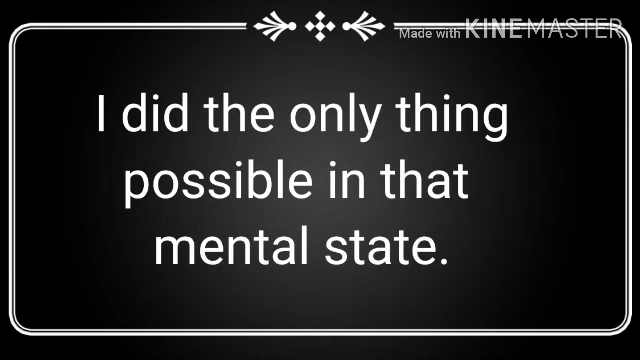 Made with KINEMASTER
I did the only thing
possible in that
mental state.